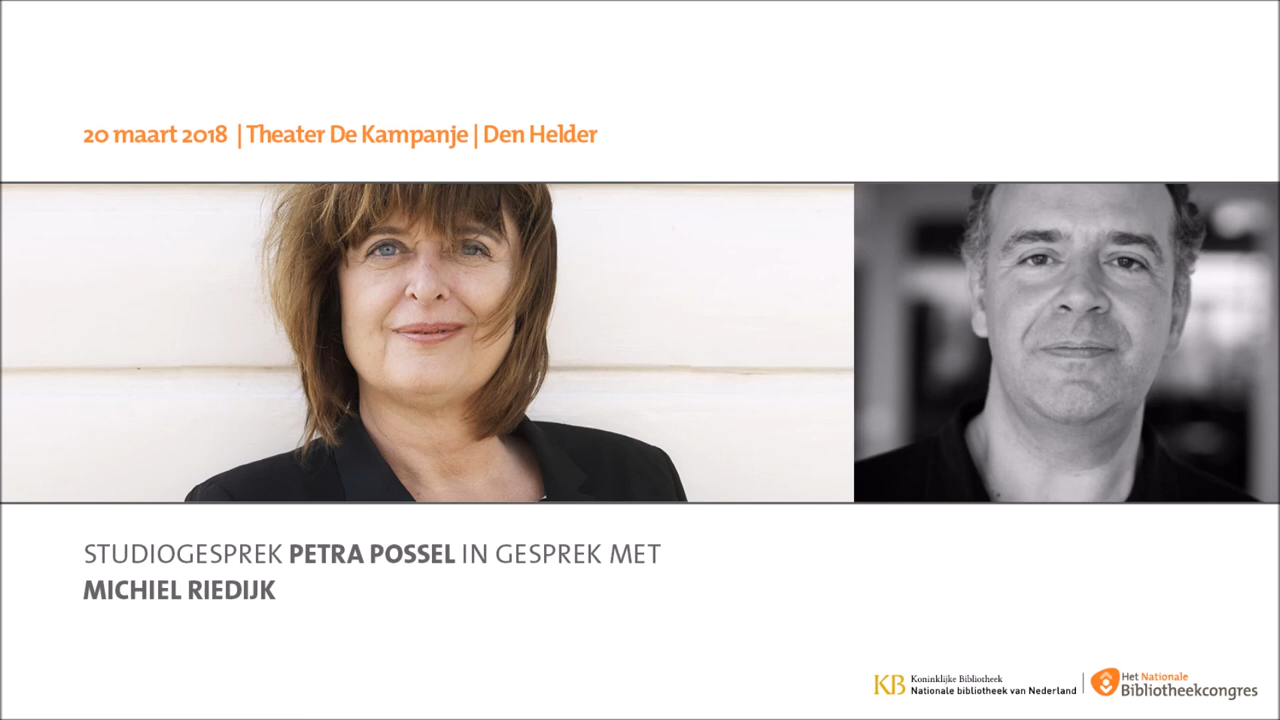 20 maart 2018 | Theater De Kampanje | Den Helder
STUDIOGESPREK PETRA POSSEL IN GESPREK MET
MICHIEL RIEDIJK
KB Koninklijke Bibliotheek
Nationale bibliotheek van Nederland
Het Nationale
Bibliotheekcongres